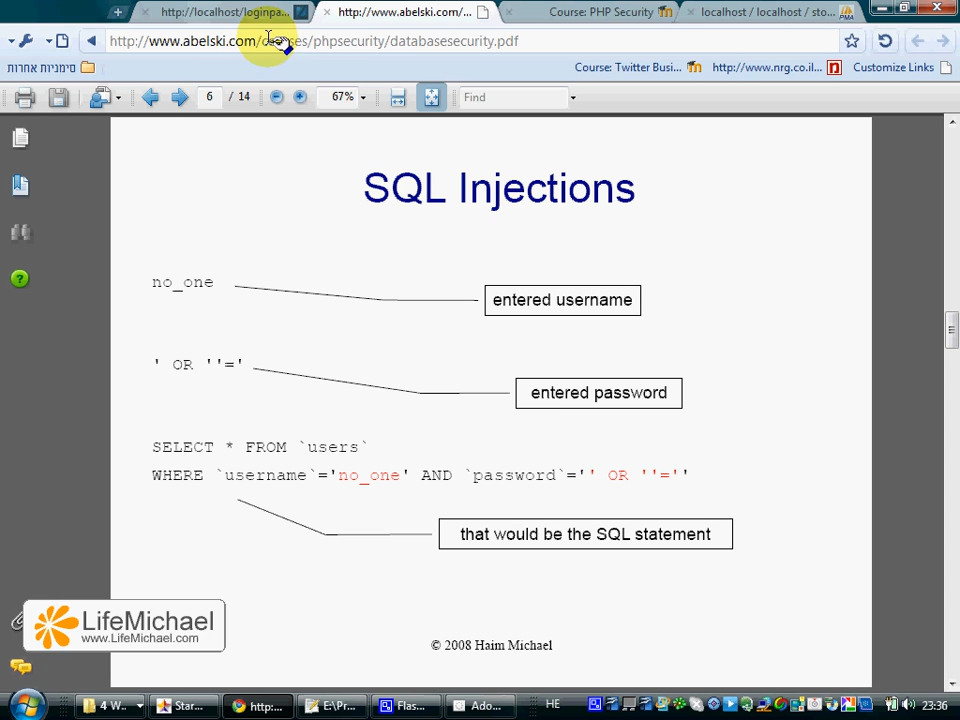 http://localhost/loginpa...
http://www.abelski.com/...
Course: PHP Security
localhost / localhost / sto...
PMA
http://www.abelski.com/courses/phpsecurity/databasesecurity.pdf
סימניות אחרות
Course: Twitter Busi...
http://www.nrg.co.il...
Customize Links
6 / 14
67%
Find
SQL Injections
no_one
entered username
' OR ''='
entered password
SELECT * FROM `users`
WHERE `username`='no_one' AND `password`='' OR ''=''
that would be the SQL statement
LifeMichael
www.LifeMichael.com
© 2008 Haim Michael
4 W...
Star...
http:...
E:\Pr...
Flas...
Ado...
HE
23:36